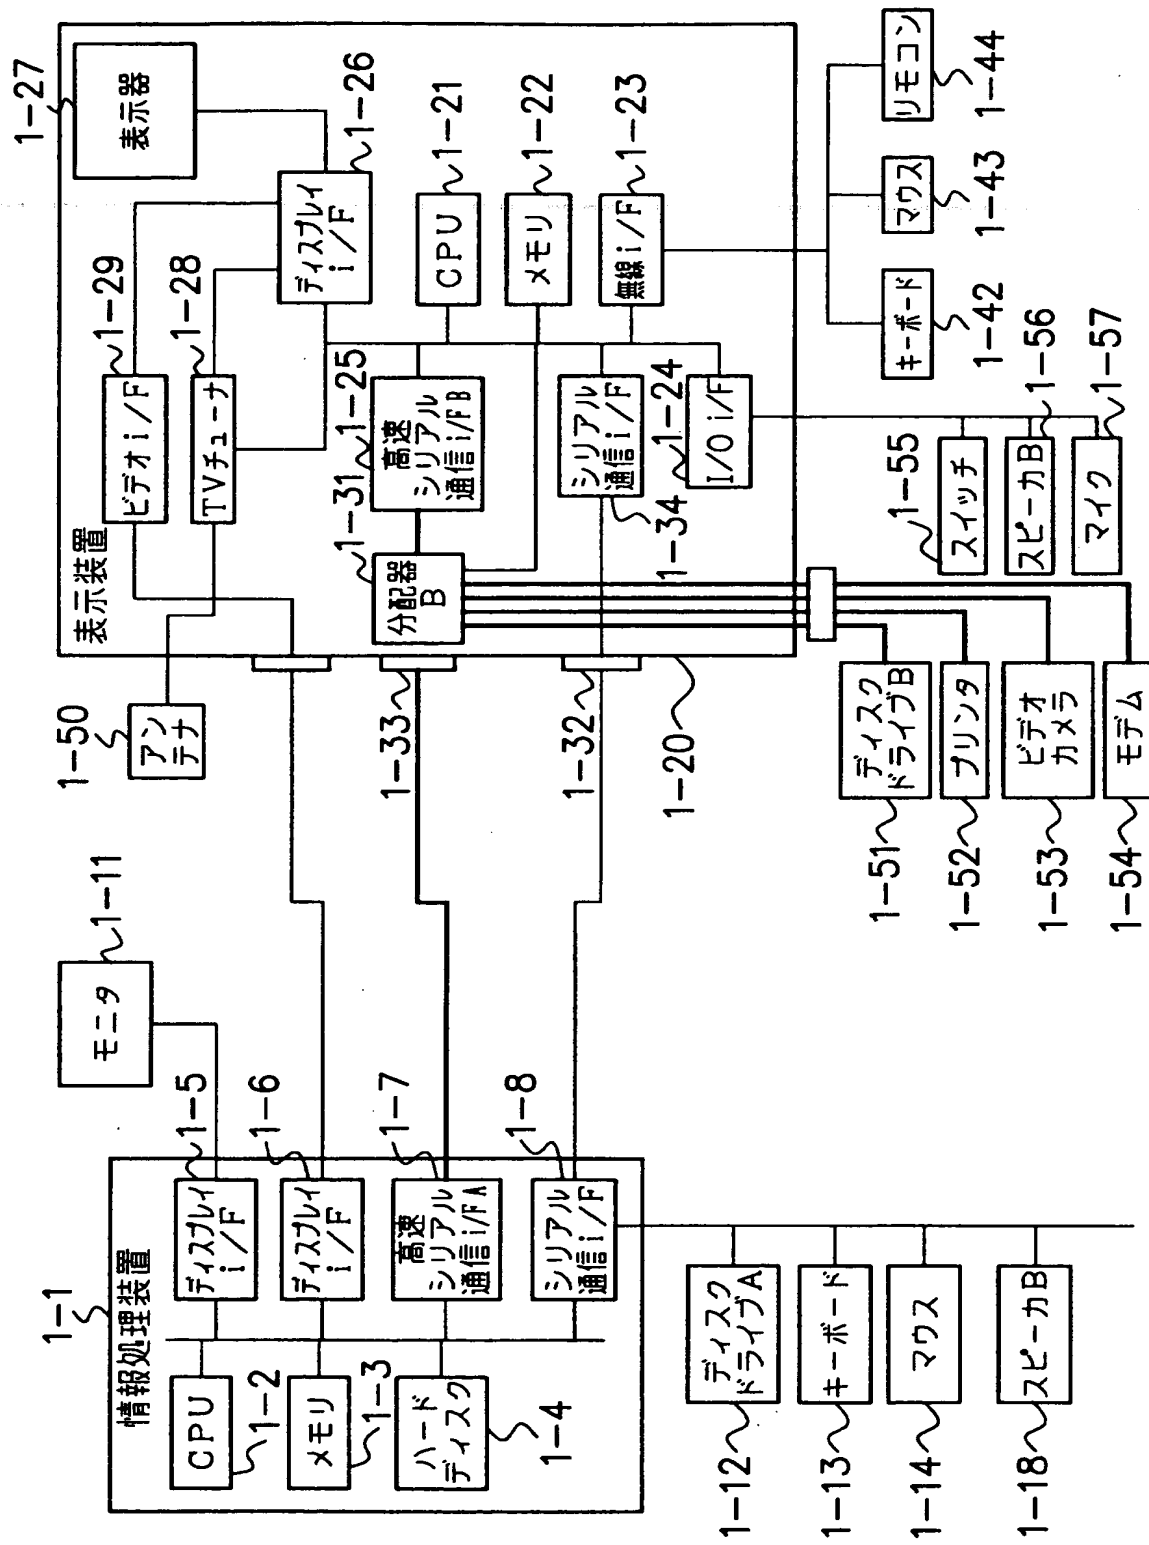 1-1
情報処理装置
CPU
1-2
メモリ
1-3
ハード
ディスク
1-4
ディスプレイ
i/F
1-5
ディスプレイ
i/F
1-6
高速
シリアル
通信i/FA
1-7
シリアル
通信i/F
1-8
モニタ
1-11
ディスク
ドライブA
1-12
キーボード
1-13
マウス
1-14
スピーカB
1-18
アン
テナ
1-50
1-33
1-32
1-20
表示装置
ビデオi/F
1-29
TVチューナ
1-28
表示器
1-27
ディスプレイ
i/F
1-26
分配器
B
1-31
高速
シリアル
通信i/FB
1-25
CPU
1-21
メモリ
1-22
無線i/F
1-23
シリアル
通信i/F
1-34
I/Oi/F
1-24
ディスク
ドライブB
1-51
プリンタ
1-52
ビデオ
カメラ
1-53
モデム
1-54
スイッチ
1-55
スピーカB
1-56
マイク
1-57
キーボード
1-42
マウス
1-43
リモコン
1-44